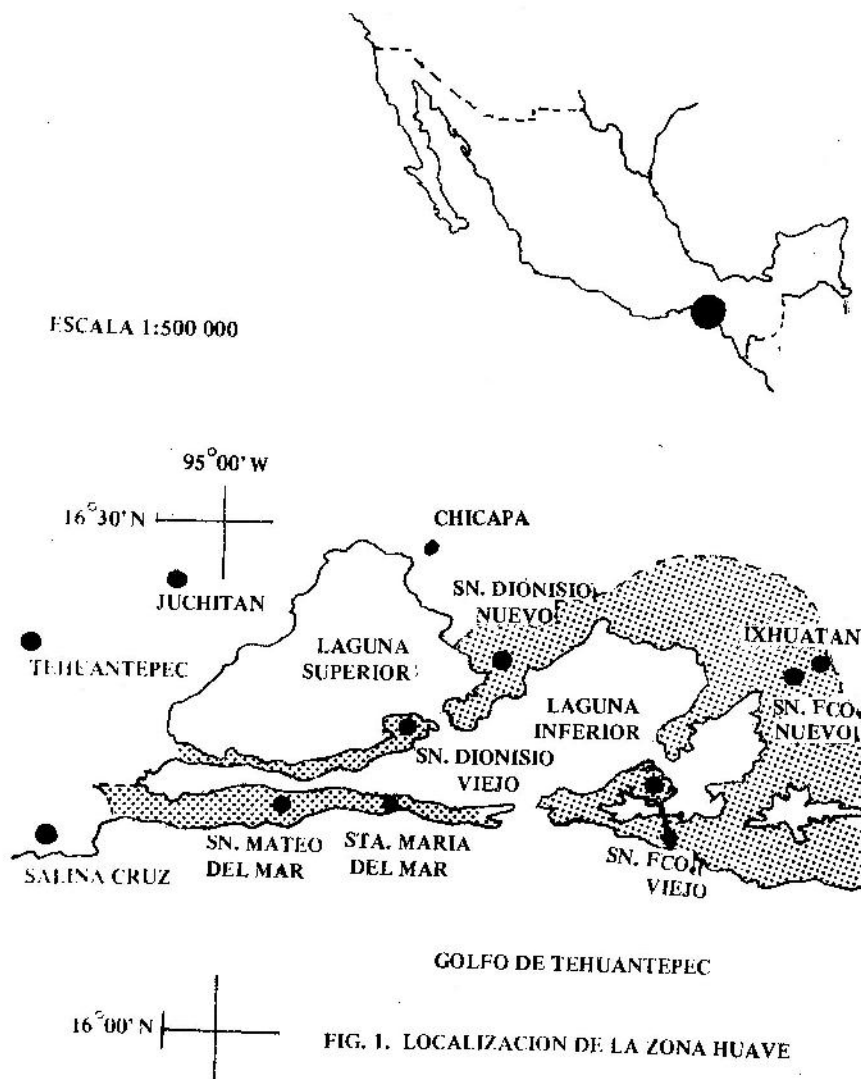 ESCALA 1:500 000
95°00' W
16°30' N
CHICAPA
JUCHITAN
SN. DIONISIO
NUEVO
TEHUANTEPEC
LAGUNA
SUPERIOR
IXHUATAN
SN. FCO.
NUEVO
LAGUNA
INFERIOR
SN. DIONISIO
VIEJO
SALINA CRUZ
SN. MATEO
DEL MAR
STA. MARIA
DEL MAR
SN. FCO.
VIEJO
GOLFO DE TEHUANTEPEC
16°00' N
FIG. 1. LOCALIZACION DE LA ZONA HUAVE